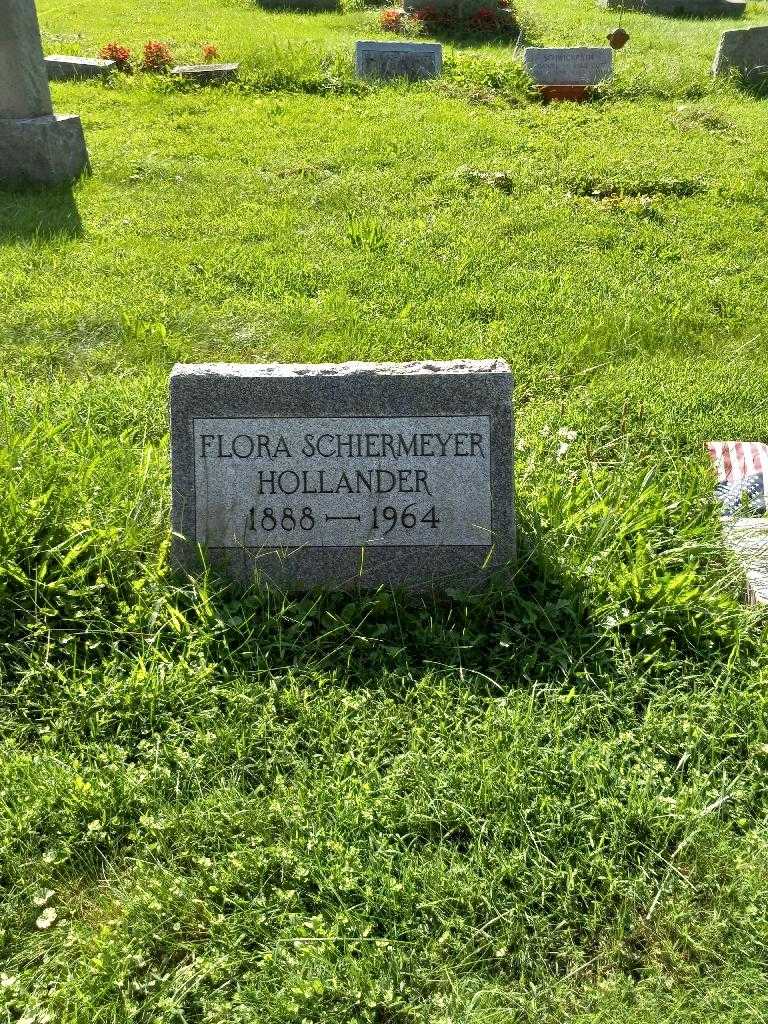 FLORA SCHIERMEYER
HOLLANDER
1888 — 1964